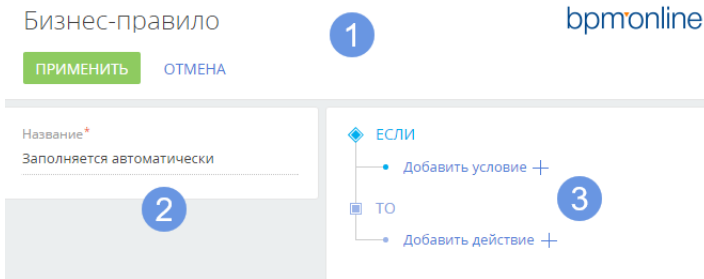 Бизнес-правило
1
bpm'online
ПРИМЕНИТЬ ОТМЕНА
Название*
Заполняется автоматически
2
ЕСЛИ
Добавить условие +
3
ТО
Добавить действие +